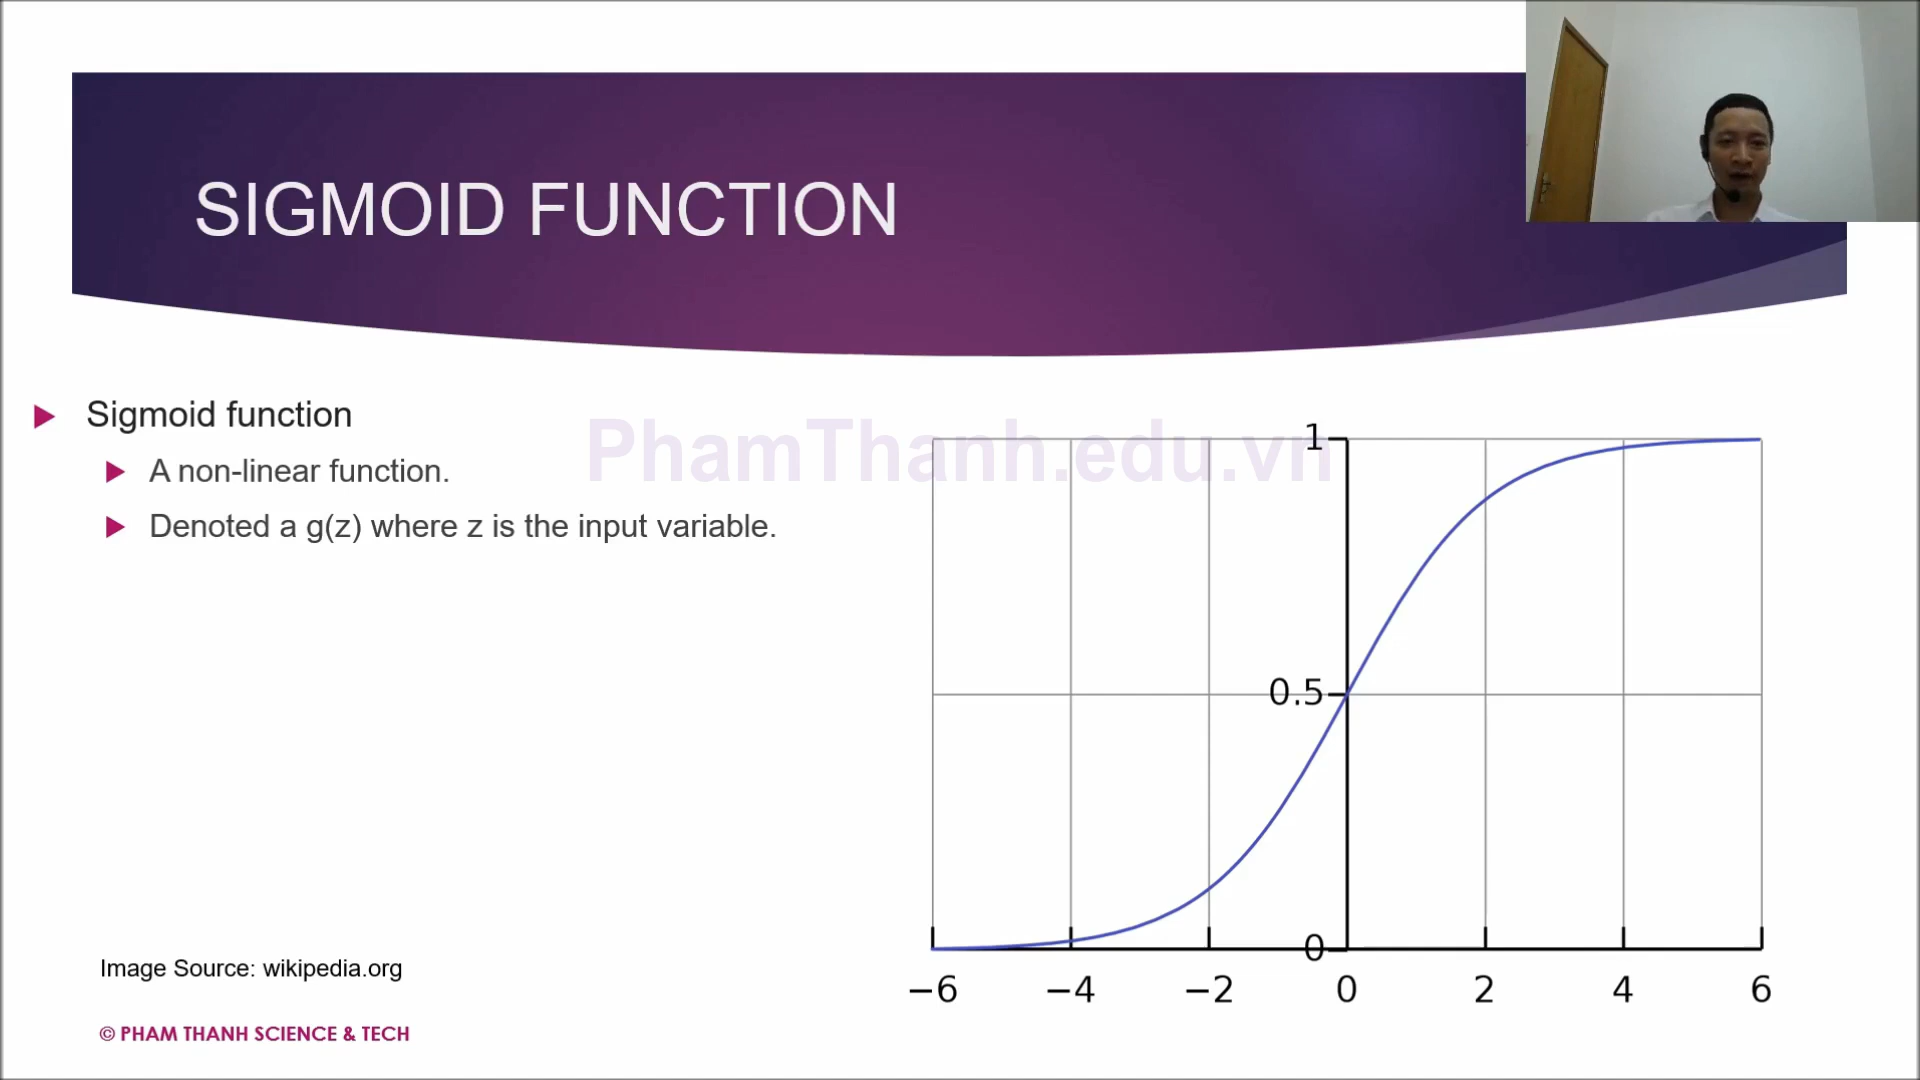 SIGMOID FUNCTION
Sigmoid function
A non-linear function.
Denoted a g(z) where z is the input variable.
PhamThanh.edu.vn
1
0.5
0
−6 −4 −2 0 2 4 6
Image Source: wikipedia.org
© PHAM THANH SCIENCE & TECH